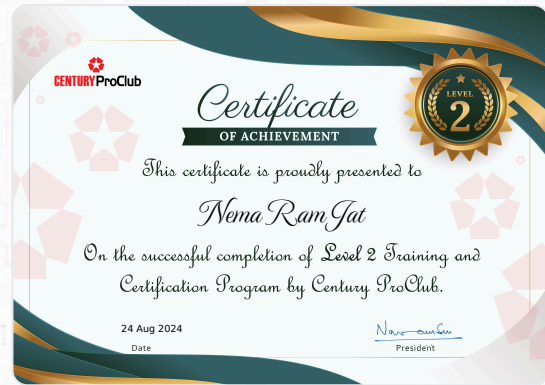 CENTURY ProClub
LEVEL
2
Certificate
OF ACHIEVEMENT
This certificate is proudly presented to
Nema Ram Jat
On the successful completion of Level 2 Training and
Certification Program by Century ProClub.
24 Aug 2024
Date
President